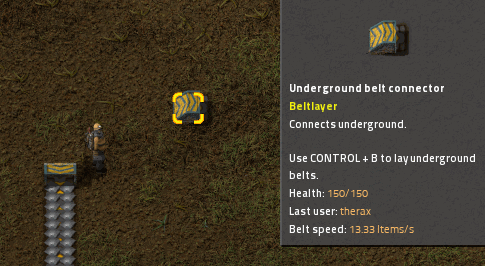 Underground belt connector
Beltlayer
Connects underground.
Use CONTROL + B to lay underground
belts.
Health: 150/150
Last user: therax
Belt speed: 13.33 Items/s